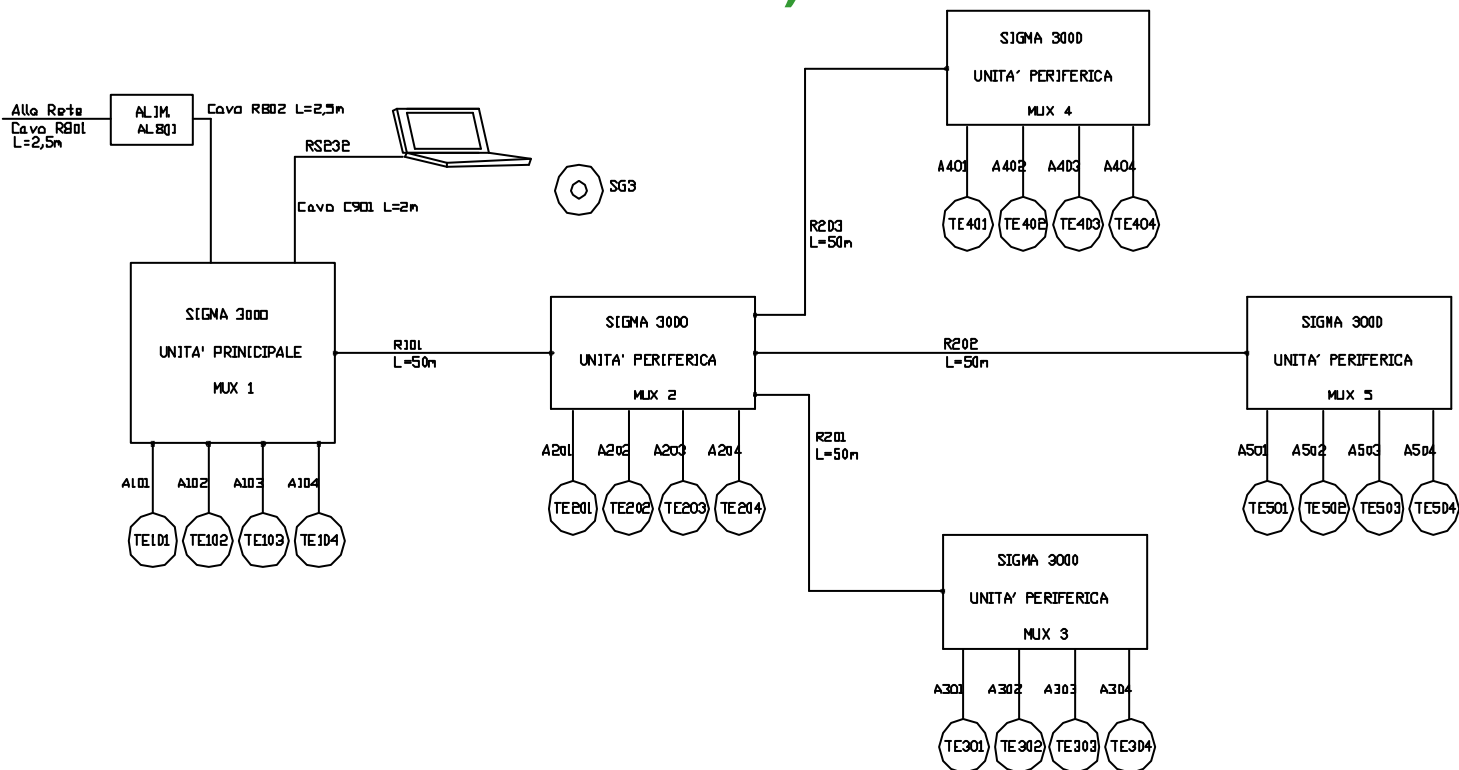 Alla Rete
Cavo R801
L=2,5m
ALIM.
AL801
Cavo R802 L=2,5m
RS232
Cavo C901 L=2m
SG3
SIGMA 3000
UNITA' PRINCIPALE
MUX 1
A101 A102 A103 A104
TE101 TE102 TE103 TE104
R101
L=50m
SIGMA 3000
UNITA' PERIFERICA
MUX 2
A201 A202 A203 A204
TE201 TE202 TE203 TE204
R203
L=50m
SIGMA 3000
UNITA' PERIFERICA
MUX 4
A401 A402 A403 A404
TE401 TE402 TE403 TE404
R202
L=50m
SIGMA 3000
UNITA' PERIFERICA
MUX 5
A501 A502 A503 A504
TE501 TE502 TE503 TE504
R201
L=50m
SIGMA 3000
UNITA' PERIFERICA
MUX 3
A301 A302 A303 A304
TE301 TE302 TE303 TE304